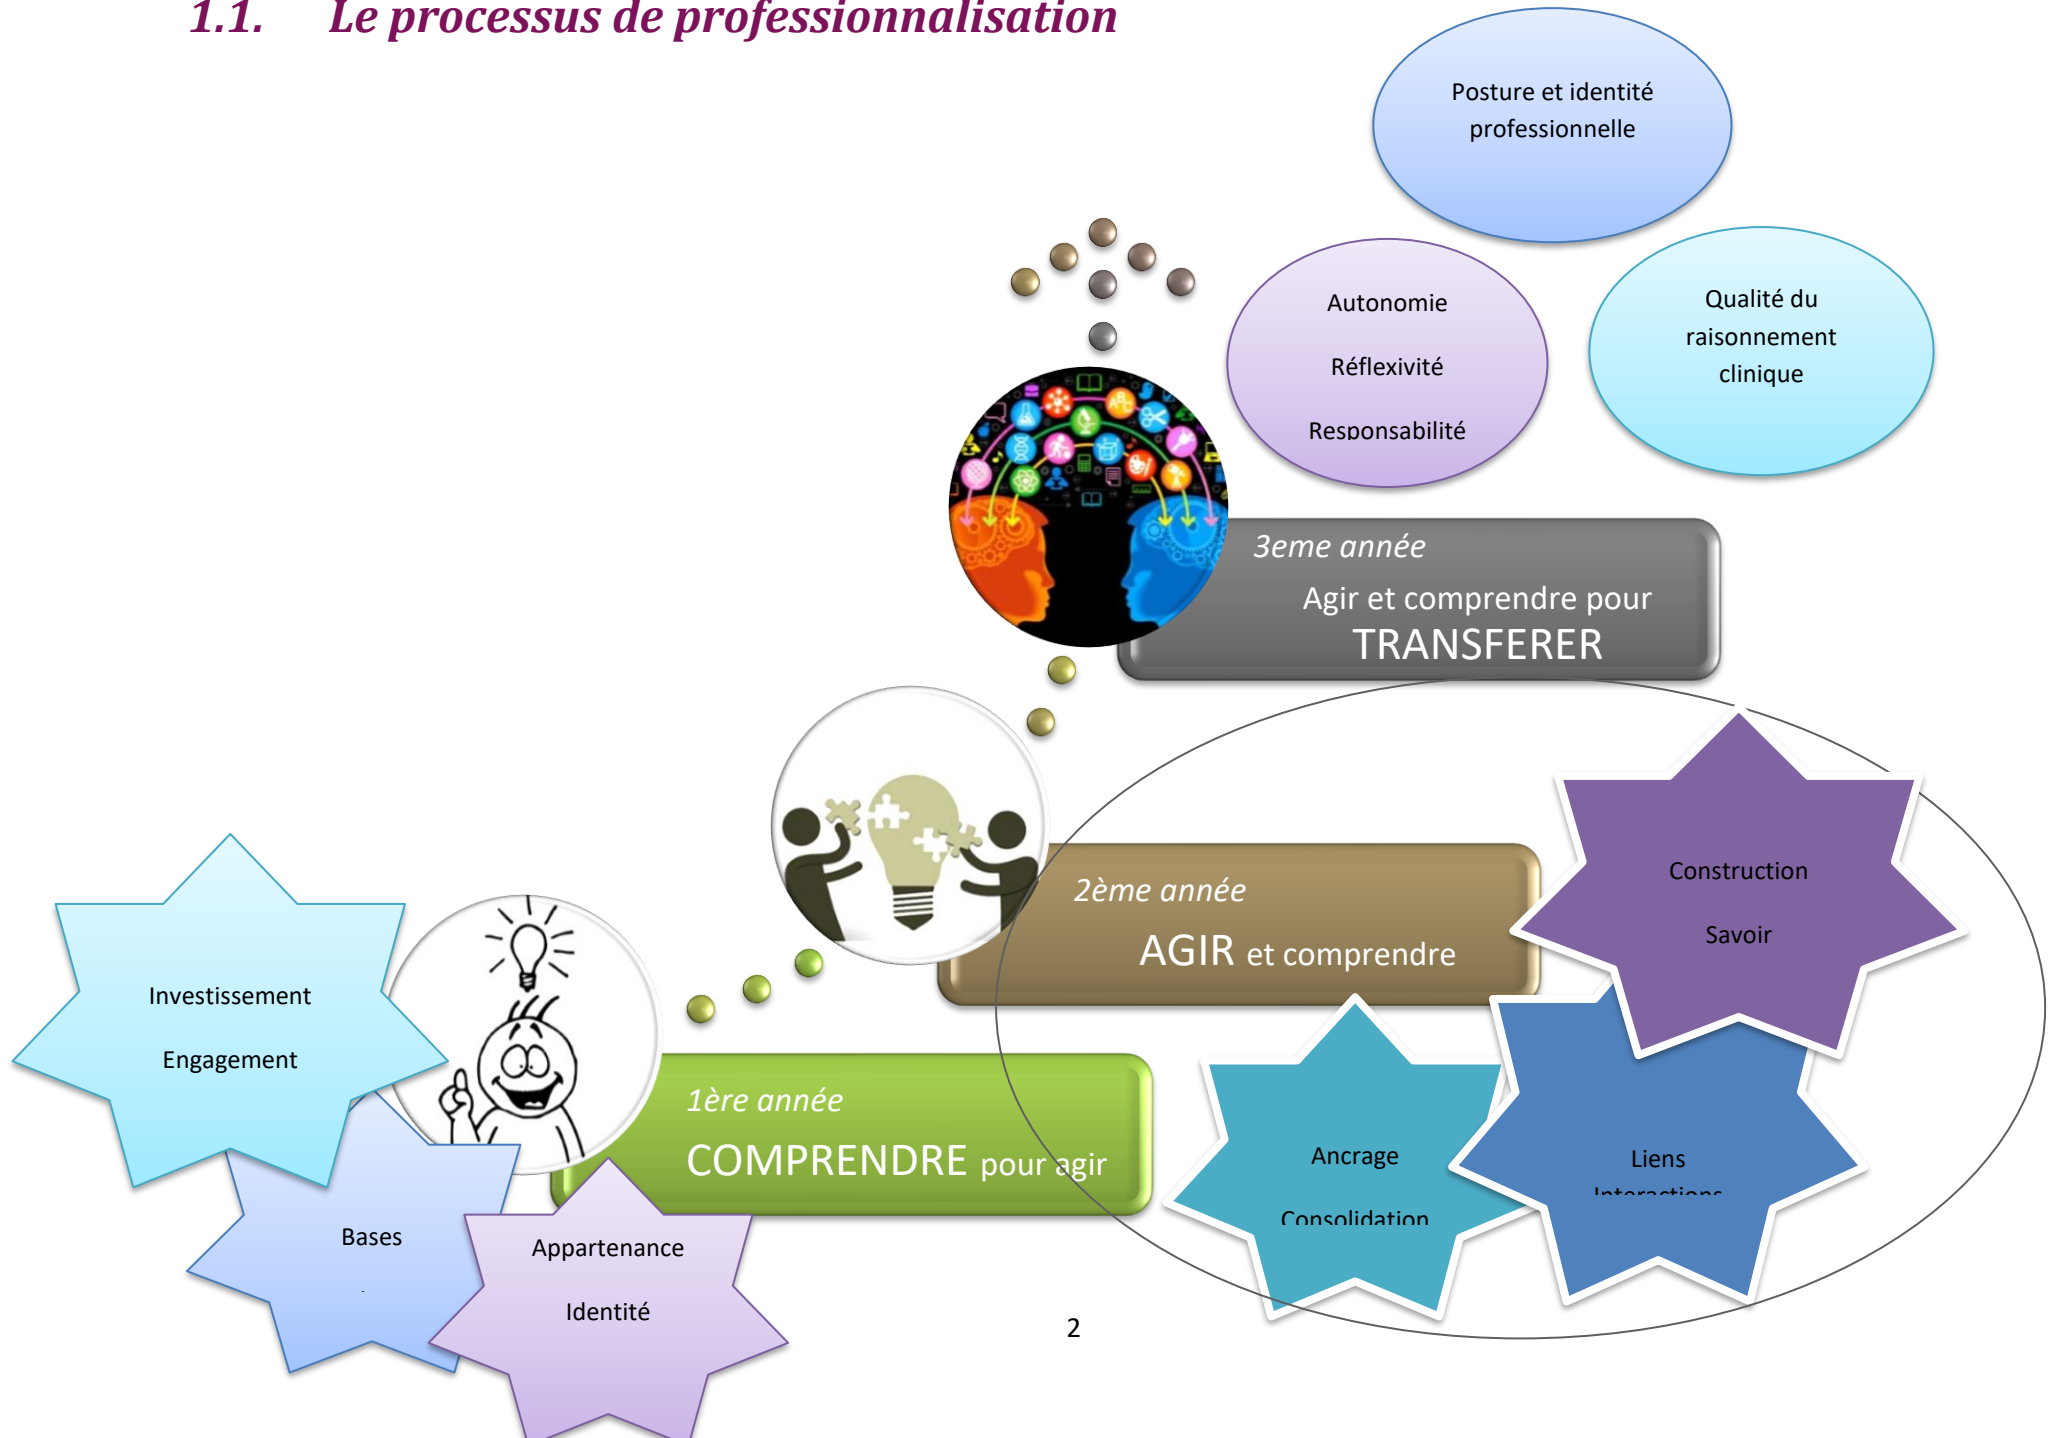 1.1. Le processus de professionnalisation
Posture et identité
professionnelle
Autonomie
Réflexivité
Responsabilité
Qualité du
raisonnement
clinique
3eme année
Agir et comprendre pour
TRANSFERER
2ème année
AGIR et comprendre
Construction
Savoir
Ancrage
Consolidation
Liens
Interactions
1ère année
COMPRENDRE pour agir
Investissement
Engagement
Bases
Appartenance
Identité
2